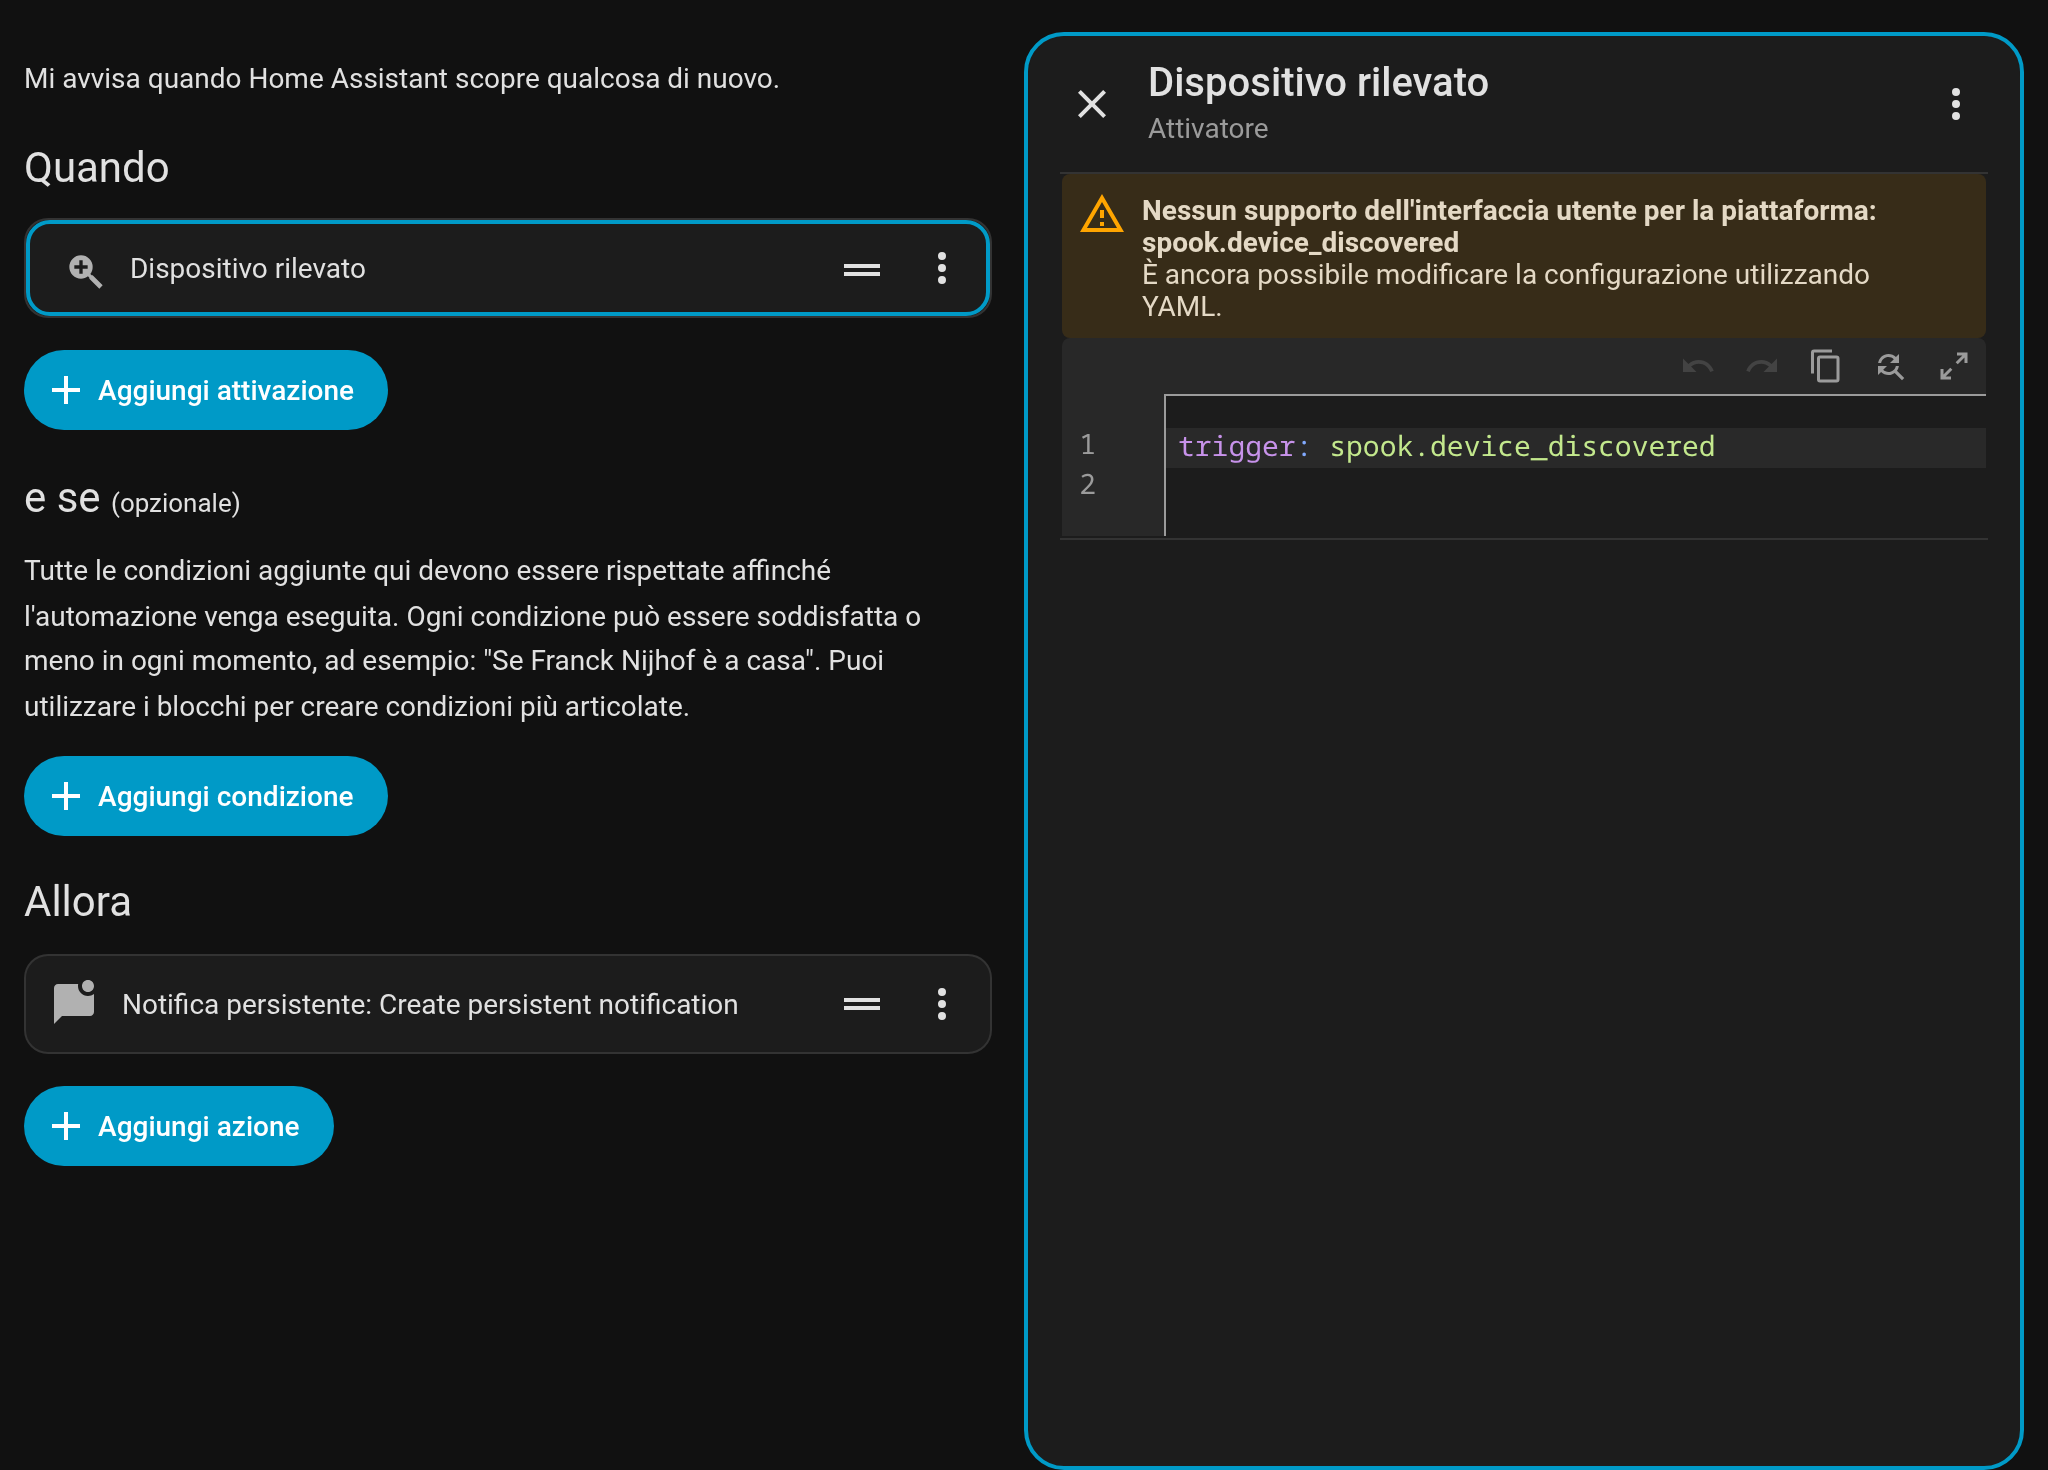 Mi avvisa quando Home Assistant scopre qualcosa di nuovo.
Quando
Dispositivo rilevato
Aggiungi attivazione
e se (opzionale)
Tutte le condizioni aggiunte qui devono essere rispettate affinché
l'automazione venga eseguita. Ogni condizione può essere soddisfatta o
meno in ogni momento, ad esempio: "Se Franck Nijhof è a casa". Puoi
utilizzare i blocchi per creare condizioni più articolate.
Aggiungi condizione
Allora
Notifica persistente: Create persistent notification
Aggiungi azione
Dispositivo rilevato
Attivatore
Nessun supporto dell'interfaccia utente per la piattaforma:
spook.device_discovered
È ancora possibile modificare la configurazione utilizzando
YAML.
1 trigger: spook.device_discovered
2